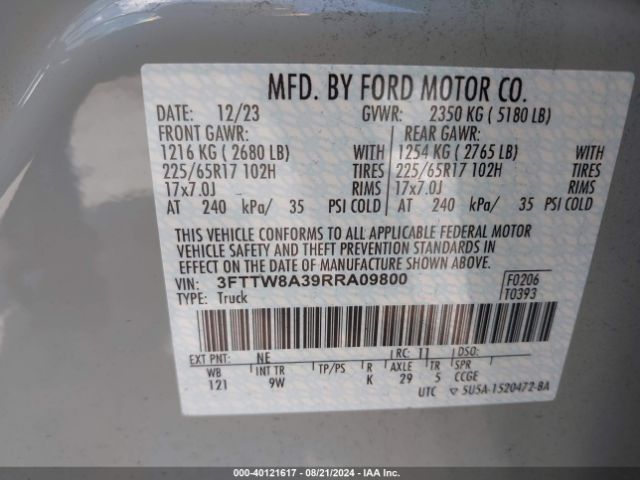 MFD. BY FORD MOTOR CO.
DATE: 12/23 GVWR: 2350 KG ( 5180 LB)
FRONT GAWR: REAR GAWR:
1216 KG ( 2680 LB) WITH 1254 KG ( 2765 LB) WITH
225/65R17 102H TIRES 225/65R17 102H TIRES
17x7.0J RIMS 17x7.0J RIMS
AT 240 kPa/ 35 PSI COLD AT 240 kPa/ 35 PSI COLD
THIS VEHICLE CONFORMS TO ALL APPLICABLE FEDERAL MOTOR
VEHICLE SAFETY AND THEFT PREVENTION STANDARDS IN
EFFECT ON THE DATE OF MANUFACTURE SHOWN ABOVE.
VIN: 3FTTW8A39RRA09800 F0206
TYPE: Truck T0393
EXT PNT: NE RC: 11 DSO:
WB INT TR TP/PS R AXLE TR SPR
121 9W K 29 5 CCGE
UTC ▽ 5U5A-1520472-BA
000-40121617 - 08/21/2024 - IAA Inc.